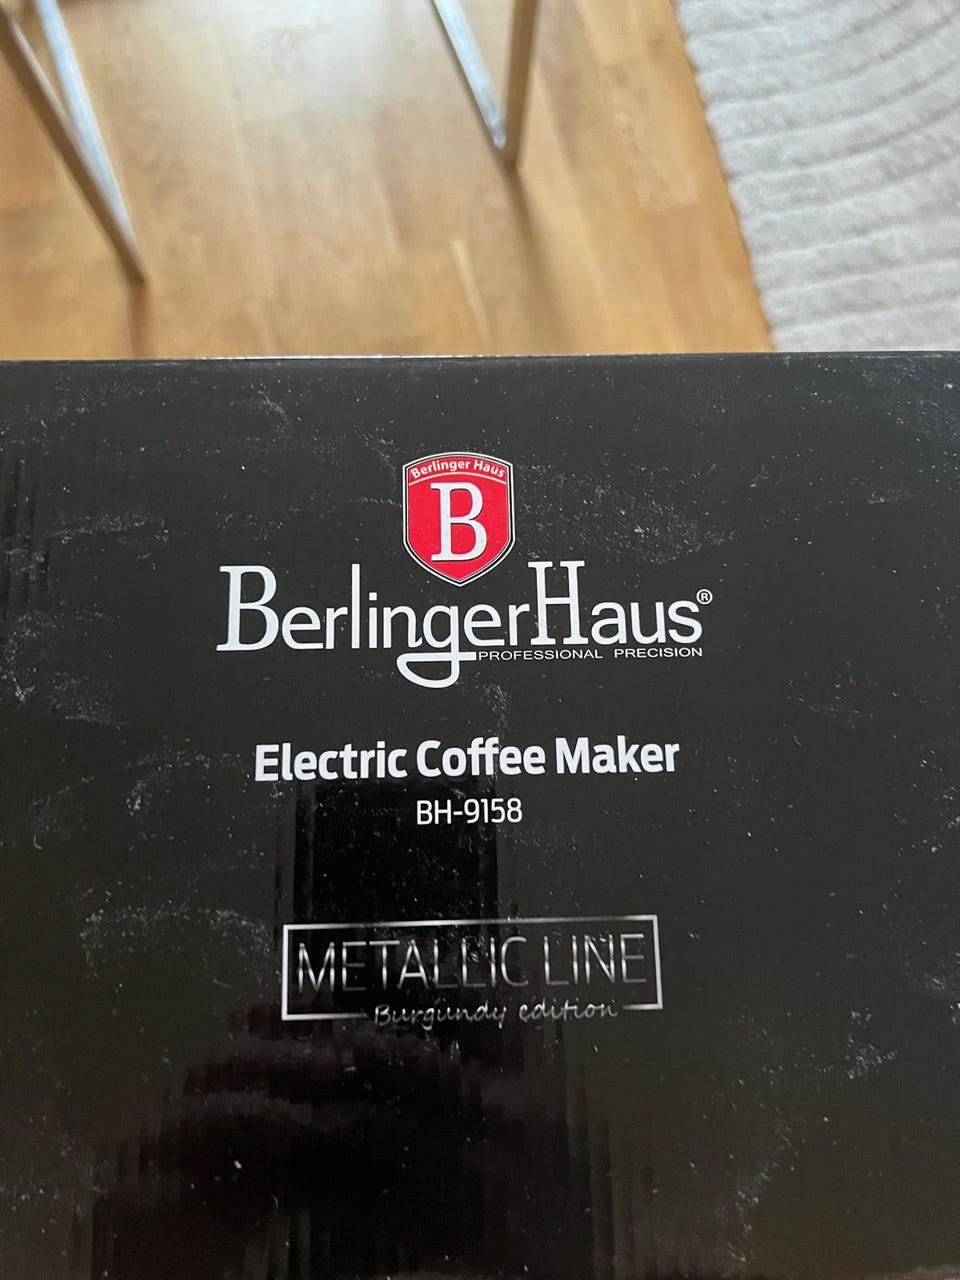 Berlinger Haus
B
BerlingerHaus®
PROFESSIONAL PRECISION
Electric Coffee Maker
BH-9158
METALLIC LINE
Burgundy edition